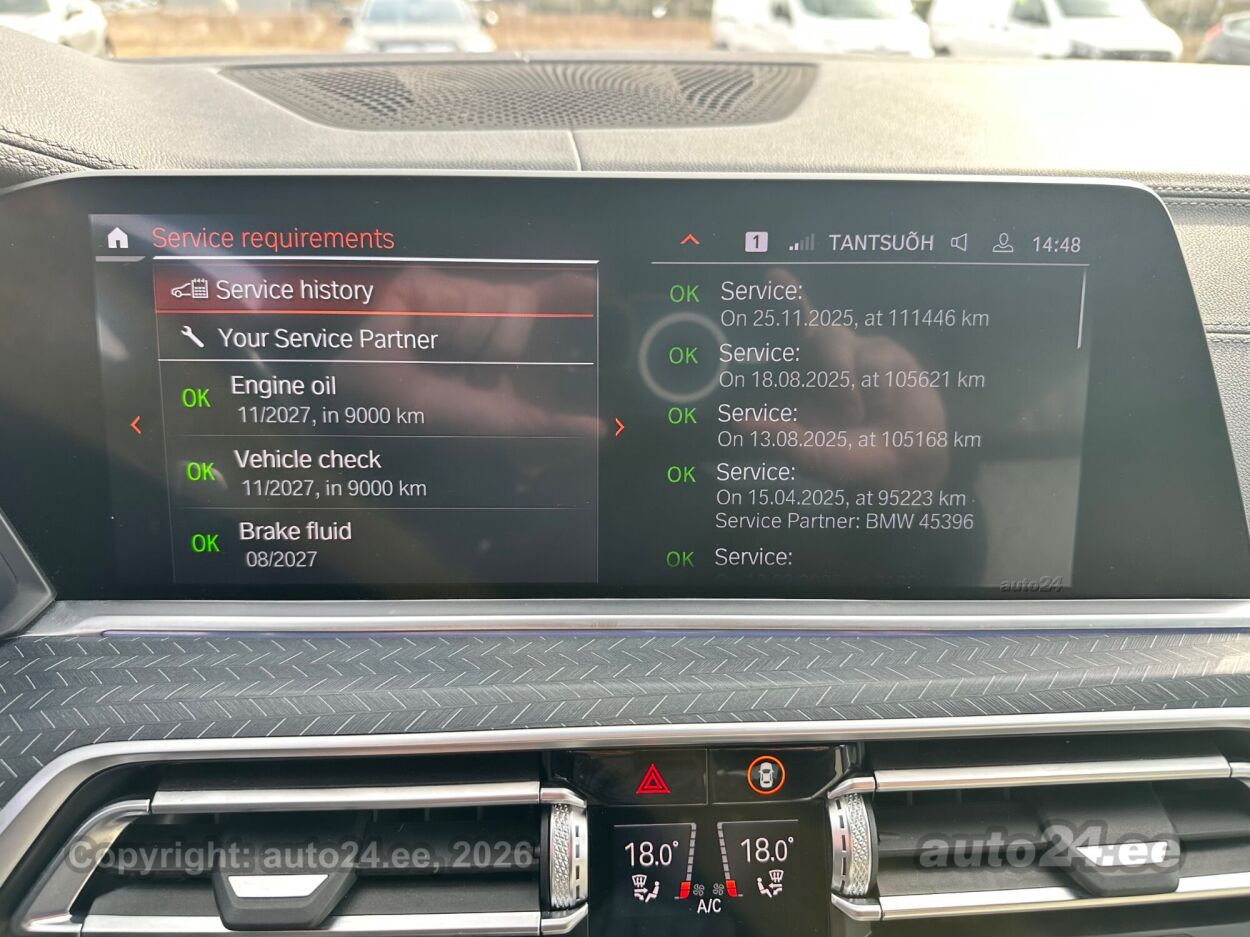 Service requirements
1 TANTSUÕH 14:48
Service history
Your Service Partner
OK Engine oil
11/2027, in 9000 km
OK Vehicle check
11/2027, in 9000 km
OK Brake fluid
08/2027
OK Service:
On 25.11.2025, at 111446 km
OK Service:
On 18.08.2025, at 105621 km
OK Service:
On 13.08.2025, at 105168 km
OK Service:
On 15.04.2025, at 95223 km
Service Partner: BMW 45396
OK Service:
auto24
18.0° 18.0°
A/C
Copyright: auto24.ee, 2026
auto24.ee